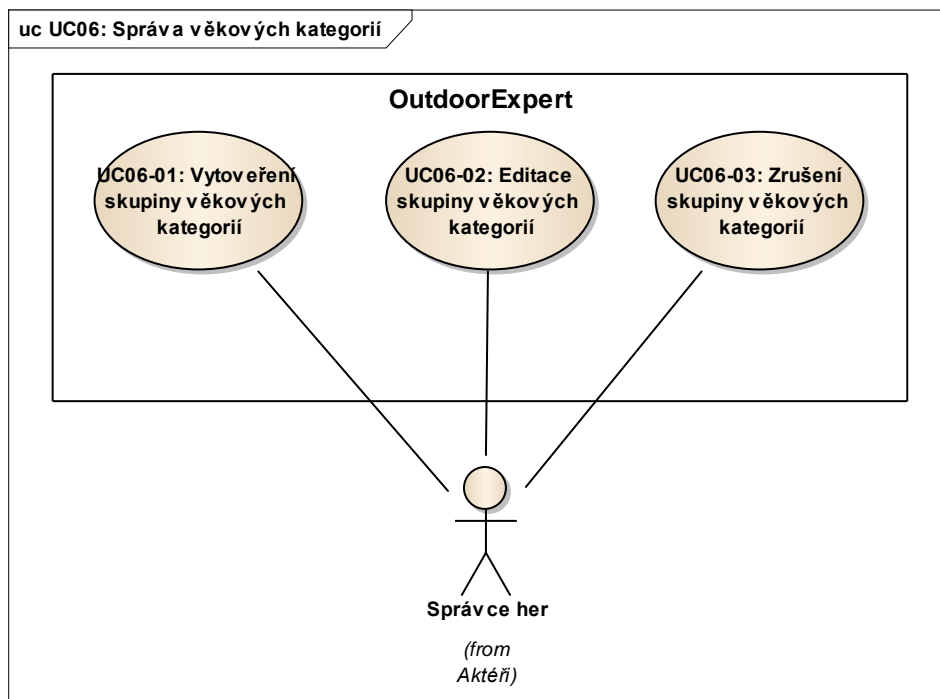 uc UC06: Správa věkových kategorií
OutdoorExpert
UC06-01: Vytoveření
skupiny věkových
kategorií
UC06-02: Editace
skupiny věkových
kategorií
UC06-03: Zrušení
skupiny věkových
kategorií
Správce her
(from
Aktéři)